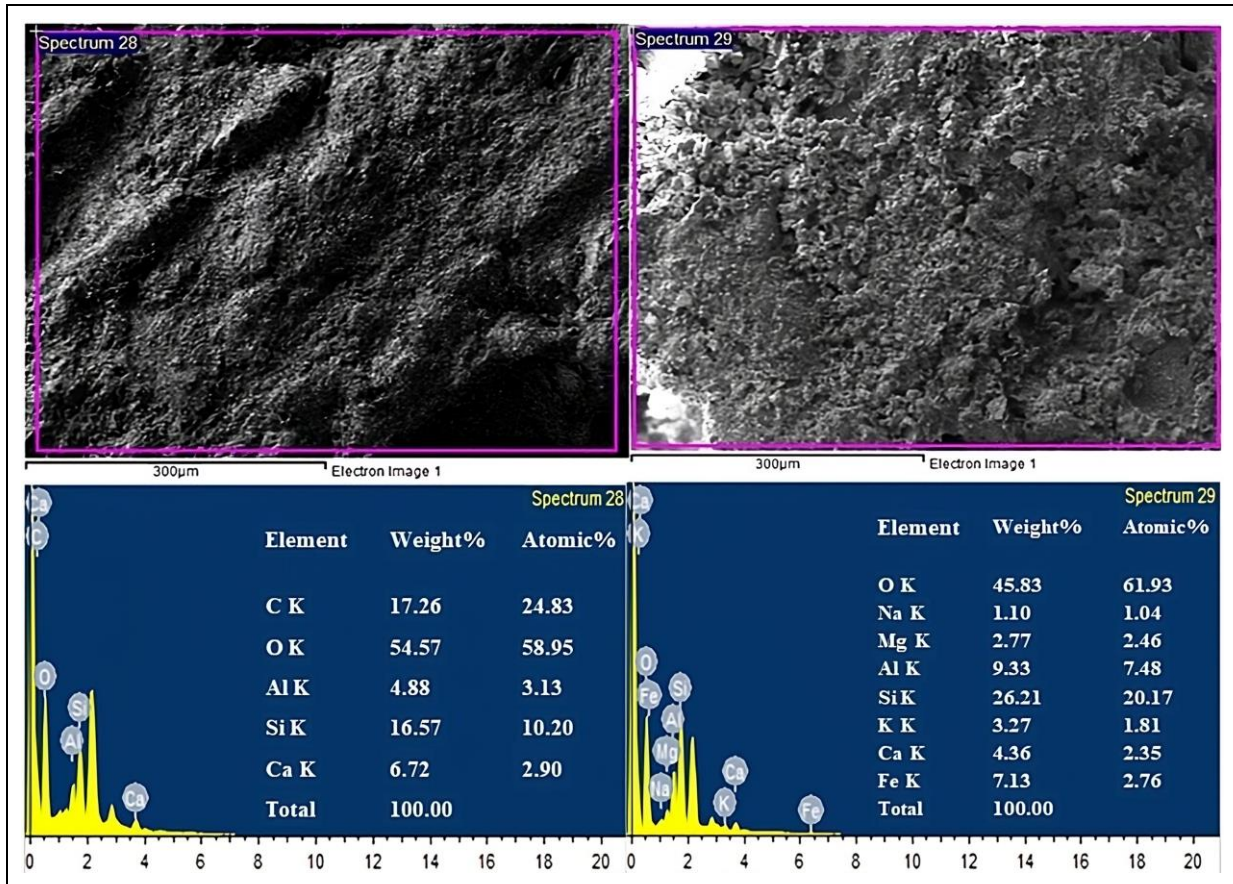 Spectrum 28
300µm Electron Image 1
Spectrum 29
300µm Electron Image 1
Spectrum 28
Ca
C
O
Si
Al
Ca
Element Weight% Atomic%
C K 17.26 24.83
O K 54.57 58.95
Al K 4.88 3.13
Si K 16.57 10.20
Ca K 6.72 2.90
Total 100.00
0 2 4 6 8 10 12 14 16 18 20
Spectrum 29
Ca
K
O
Fe
Si
Al
Mg
Na
Ca
K
Fe
Element Weight% Atomic%
O K 45.83 61.93
Na K 1.10 1.04
Mg K 2.77 2.46
Al K 9.33 7.48
Si K 26.21 20.17
K K 3.27 1.81
Ca K 4.36 2.35
Fe K 7.13 2.76
Total 100.00
0 2 4 6 8 10 12 14 16 18 20